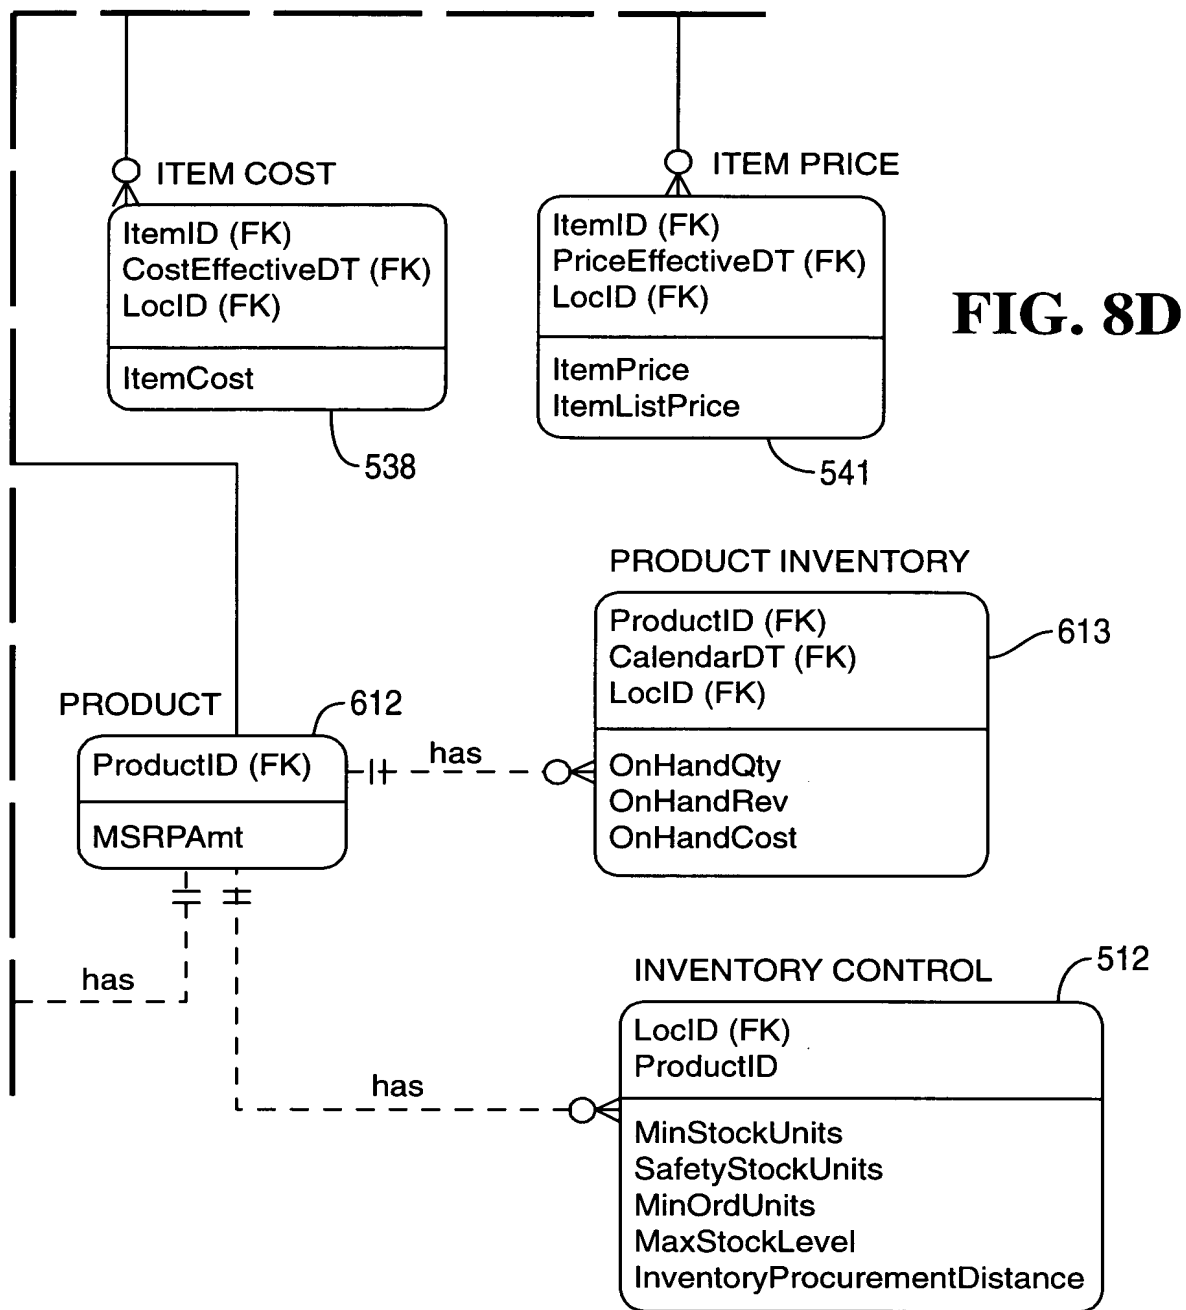 ITEM COST
ItemID (FK)
CostEffectiveDT (FK)
LocID (FK)
ItemCost
538
ITEM PRICE
ItemID (FK)
PriceEffectiveDT (FK)
LocID (FK)
ItemPrice
ItemListPrice
541
FIG. 8D
PRODUCT INVENTORY
ProductID (FK)
CalendarDT (FK)
LocID (FK)
OnHandQty
OnHandRev
OnHandCost
613
PRODUCT
612
ProductID (FK)
MSRPAmt
has
has
has
INVENTORY CONTROL
512
LocID (FK)
ProductID
MinStockUnits
SafetyStockUnits
MinOrdUnits
MaxStockLevel
InventoryProcurementDistance